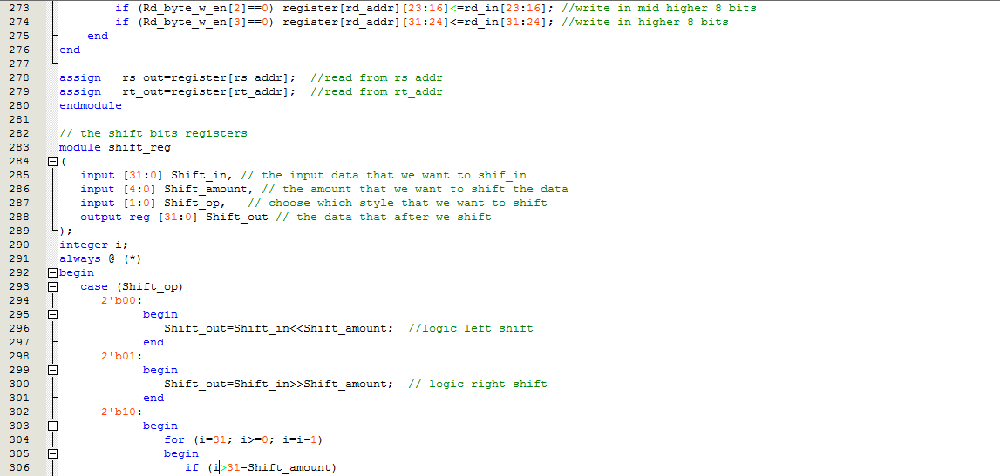 273 if (Rd_byte_w_en[2]==0) register[rd_addr][23:16]<=rd_in[23:16]; //write in mid higher 8 bits
274 if (Rd_byte_w_en[3]==0) register[rd_addr][31:24]<=rd_in[31:24]; //write in higher 8 bits
275 end
276 end
277
278 assign rs_out=register[rs_addr]; //read from rs_addr
279 assign rt_out=register[rt_addr]; //read from rt_addr
280 endmodule
281
282 // the shift bits registers
283 module shift_reg
284 (
285 input [31:0] Shift_in, // the input data that we want to shif_in
286 input [4:0] Shift_amount, // the amount that we want to shift the data
287 input [1:0] Shift_op, // choose which style that we want to shift
288 output reg [31:0] Shift_out // the data that after we shift
289 );
290 integer i;
291 always @ (*)
292 begin
293 case (Shift_op)
294 2'b00:
295 begin
296 Shift_out=Shift_in<<Shift_amount; //logic left shift
297 end
298 2'b01:
299 begin
300 Shift_out=Shift_in>>Shift_amount; // logic right shift
301 end
302 2'b10:
303 begin
304 for (i=31; i>=0; i=i-1)
305 begin
306 if (i>31-Shift_amount)